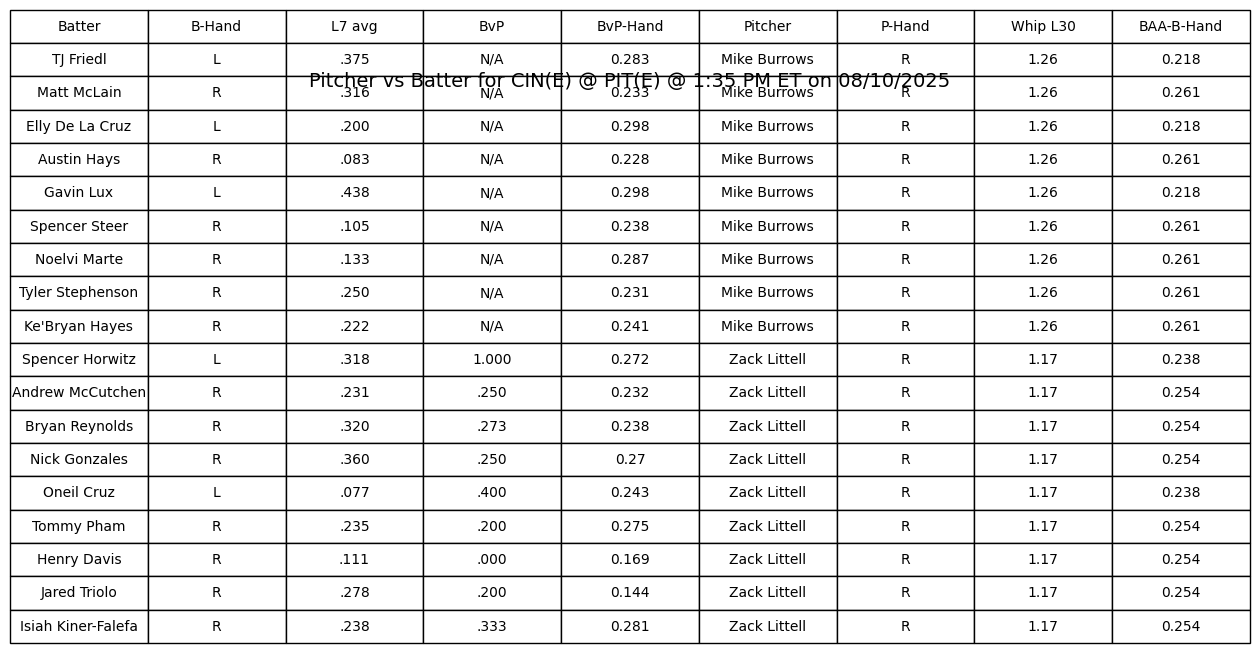 Batter B-Hand L7 avg BvP BvP-Hand Pitcher P-Hand Whip L30 BAA-B-Hand
TJ Friedl L .375 N/A 0.283 Mike Burrows R 1.26 0.218
Pitcher vs Batter for CIN(E) @ PIT(E) @ 1:35 PM ET on 08/10/2025
Matt McLain R .316 N/A 0.233 Mike Burrows R 1.26 0.261
Elly De La Cruz L .200 N/A 0.298 Mike Burrows R 1.26 0.218
Austin Hays R .083 N/A 0.228 Mike Burrows R 1.26 0.261
Gavin Lux L .438 N/A 0.298 Mike Burrows R 1.26 0.218
Spencer Steer R .105 N/A 0.238 Mike Burrows R 1.26 0.261
Noelvi Marte R .133 N/A 0.287 Mike Burrows R 1.26 0.261
Tyler Stephenson R .250 N/A 0.231 Mike Burrows R 1.26 0.261
Ke'Bryan Hayes R .222 N/A 0.241 Mike Burrows R 1.26 0.261
Spencer Horwitz L .318 1.000 0.272 Zack Littell R 1.17 0.238
Andrew McCutchen R .231 .250 0.232 Zack Littell R 1.17 0.254
Bryan Reynolds R .320 .273 0.238 Zack Littell R 1.17 0.254
Nick Gonzales R .360 .250 0.27 Zack Littell R 1.17 0.254
Oneil Cruz L .077 .400 0.243 Zack Littell R 1.17 0.238
Tommy Pham R .235 .200 0.275 Zack Littell R 1.17 0.254
Henry Davis R .111 .000 0.169 Zack Littell R 1.17 0.254
Jared Triolo R .278 .200 0.144 Zack Littell R 1.17 0.254
Isiah Kiner-Falefa R .238 .333 0.281 Zack Littell R 1.17 0.254